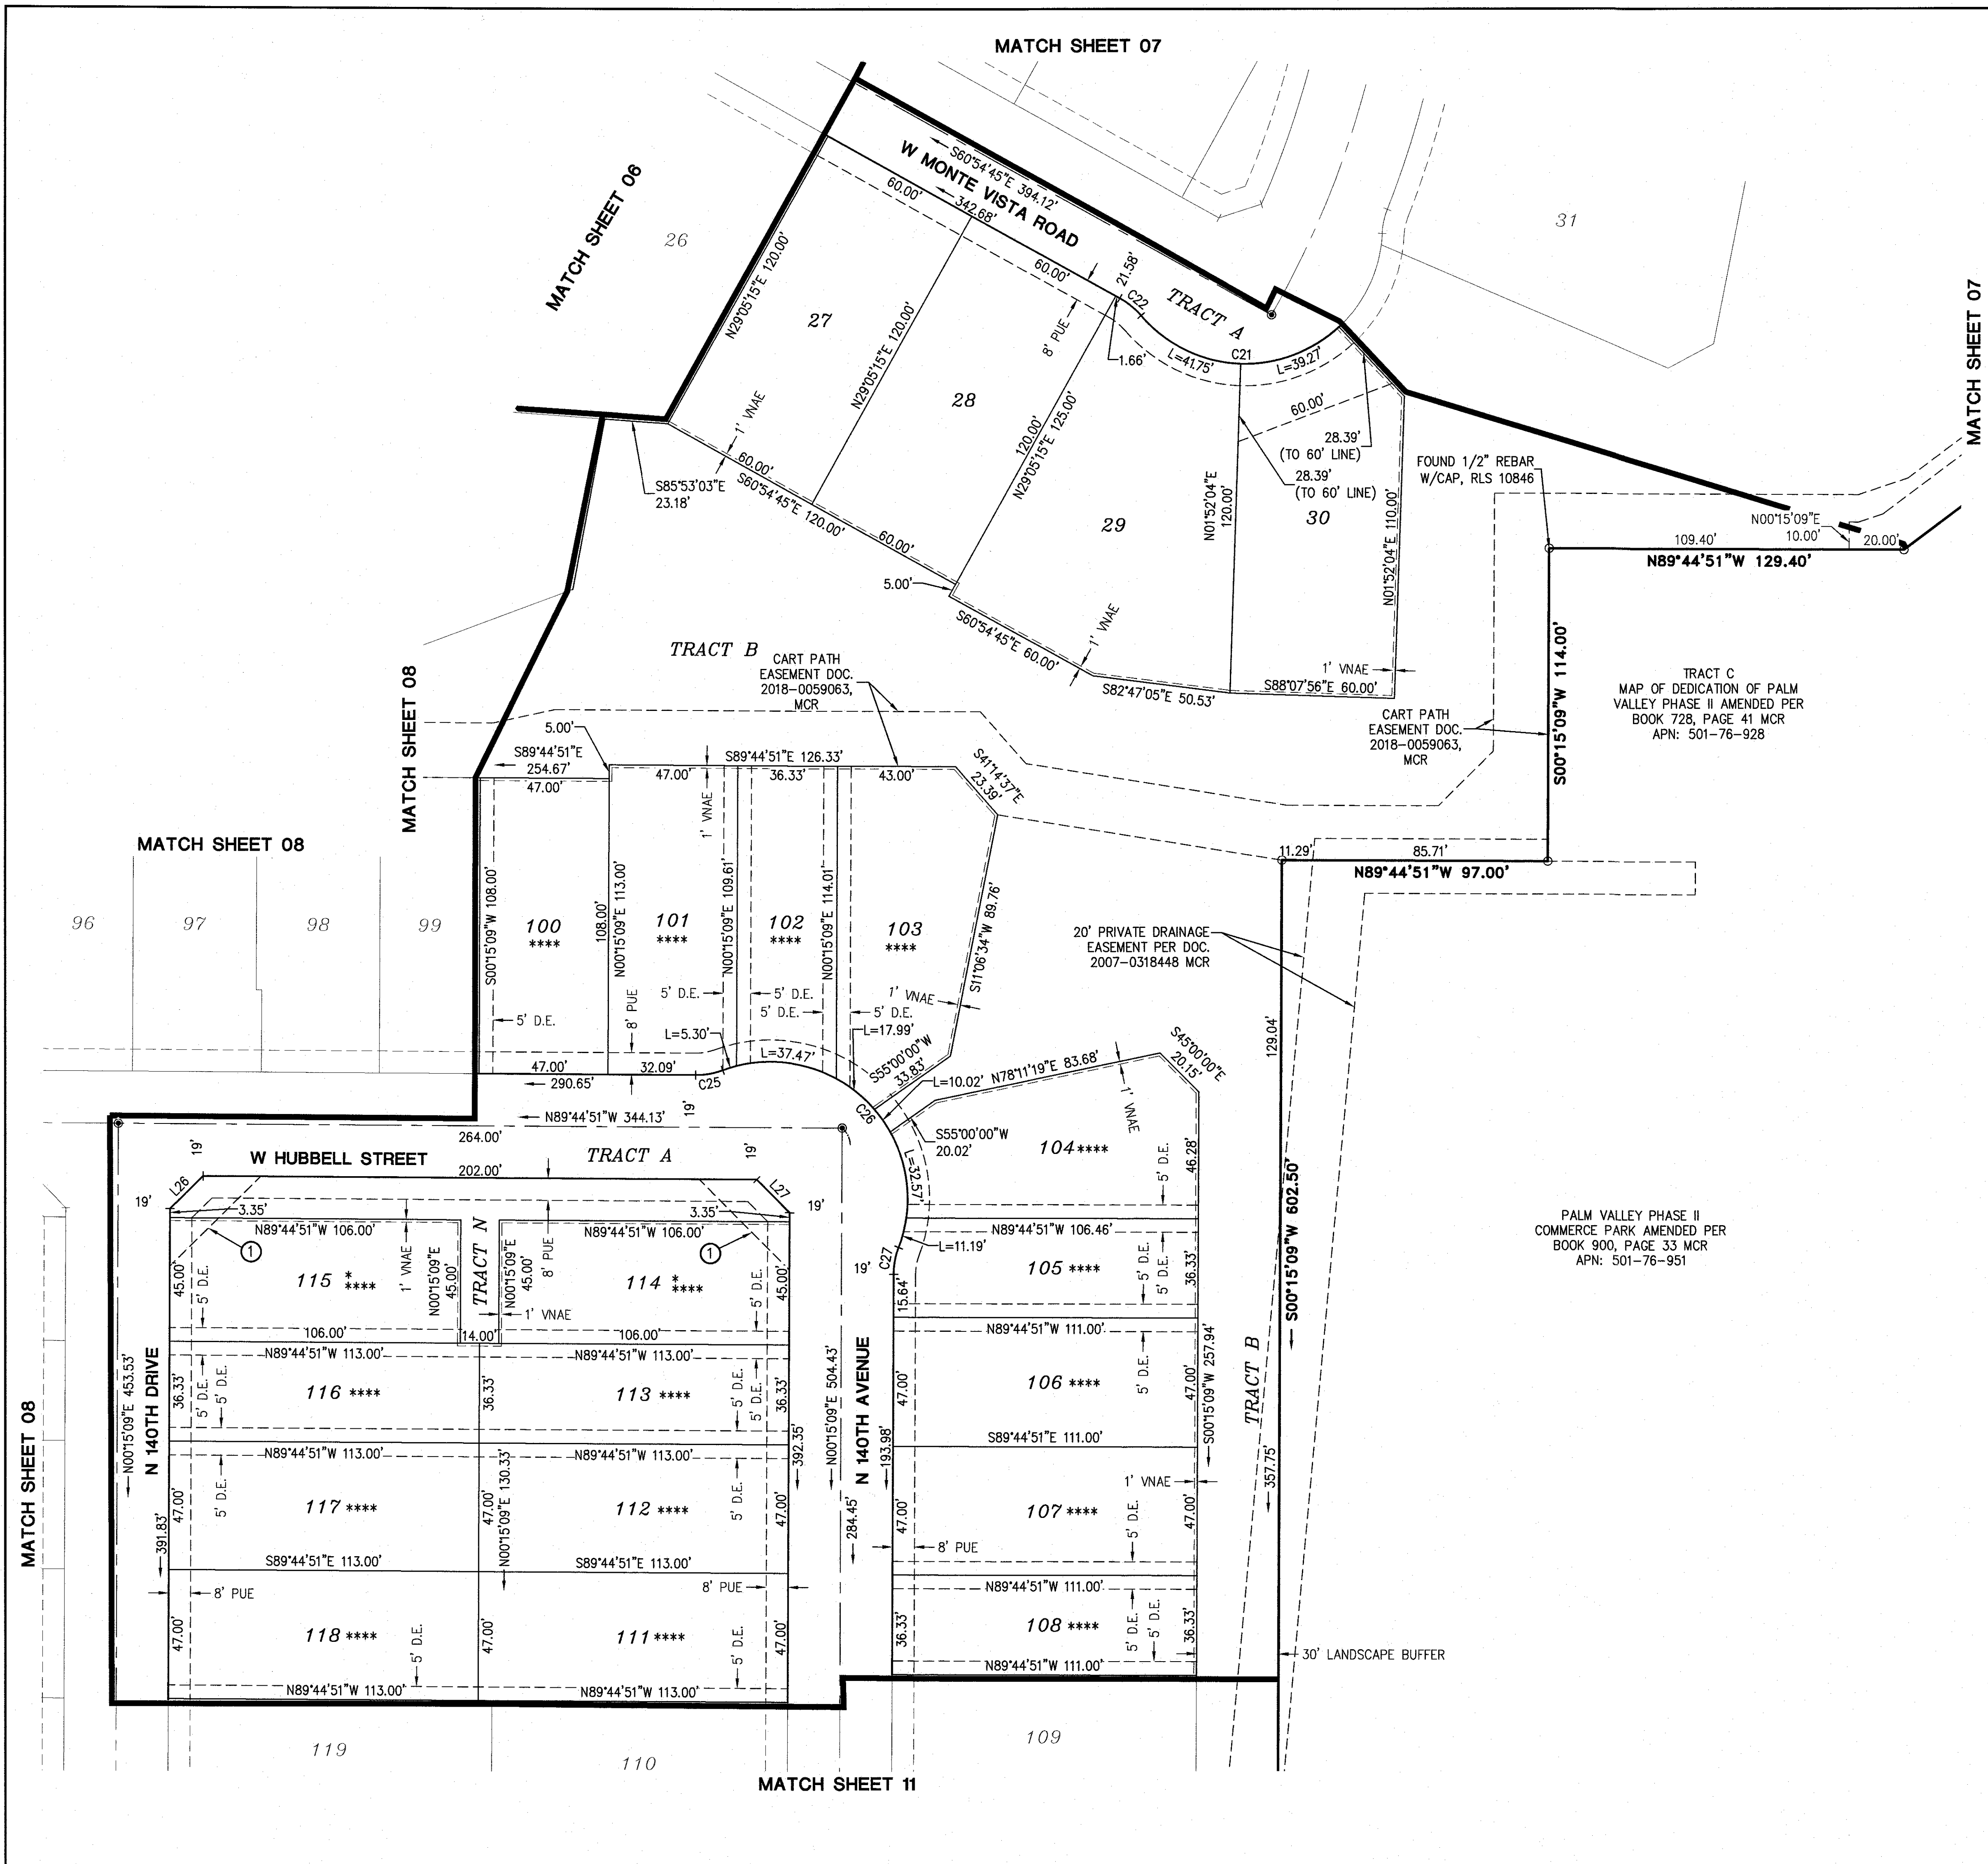 MATCH SHEET 07
MATCH SHEET 06
MATCH SHEET 07
S60°54'45"E 394.12'
W MONTE VISTA ROAD
60.00'
342.68'
60.00'
21.58'
C22
TRACT A
26
31
N29°05'15"E 120.00'
27
N29°05'15"E 120.00'
28
8' PUE
1.66'
L=41.75'
C21
L=39.27'
60.00'
28.39'
(TO 60' LINE)
28.39'
(TO 60' LINE)
120.00'
N29°05'15"E 125.00'
29
N01°52'04"E
120.00'
30
N01°52'04"E 110.00'
1' VNAE
60.00'
S60°54'45"E 120.00'
60.00'
S85°53'03"E
23.18'
5.00'
S60°54'45"E 60.00'
1' VNAE
S82°47'05"E 50.53'
1' VNAE
S88°07'56"E 60.00'
FOUND 1/2" REBAR
W/CAP, RLS 10846
N00°15'09"E
10.00'
109.40'
20.00'
N89°44'51"W 129.40'
S00°15'09"W 114.00'
TRACT C
MAP OF DEDICATION OF PALM
VALLEY PHASE II AMENDED PER
BOOK 728, PAGE 41 MCR
APN: 501-76-928
TRACT B
CART PATH
EASEMENT DOC.
2018-0059063,
MCR
CART PATH
EASEMENT DOC.
2018-0059063,
MCR
MATCH SHEET 08
MATCH SHEET 08
5.00'
S89°44'51"E
254.67'
47.00'
S89°44'51"E 126.33'
47.00'
36.33'
43.00'
S41°14'37"E
23.39'
1' VNAE
11.29'
85.71'
N89°44'51"W 97.00'
96
97
98
99
S00°15'09"W 108.00'
100
****
108.00'
N00°15'09"E 113.00'
101
****
N00°15'09"E 109.61'
102
****
N00°15'09"E 114.01'
103
****
S11°06'34"W 89.76'
20' PRIVATE DRAINAGE
EASEMENT PER DOC.
2007-0318448 MCR
5' D.E.
8' PUE
5' D.E.
5' D.E.
5' D.E.
5' D.E.
1' VNAE
L=5.30'
L=37.47'
L=17.99'
47.00'
32.09'
290.65'
C25
S55°00'00"W
33.83'
L=10.02'
N78°11'19"E 83.68'
S45°00'00"E
20.15'
1' VNAE
129.04'
N89°44'51"W 344.13'
19'
264.00'
C26
S55°00'00"W
20.02'
L=32.57'
104****
46.28'
5' D.E.
19'
W HUBBELL STREET
TRACT A
19'
202.00'
L26
L27
19'
19'
3.35'
3.35'
N89°44'51"W 106.00'
N89°44'51"W 106.00'
1
1
45.00'
5' D.E.
115 *
****
1' VNAE
N00°15'09"E
45.00'
TRACT N
N00°15'09"E
45.00'
8' PUE
1' VNAE
114 *
****
5' D.E.
45.00'
106.00'
14.00'
106.00'
N89°44'51"W 106.46'
L=11.19'
C27
19'
15.64'
105 ****
5' D.E.
5' D.E.
36.33'
S00°15'09"W 602.50'
PALM VALLEY PHASE II
COMMERCE PARK AMENDED PER
BOOK 900, PAGE 33 MCR
APN: 501-76-951
N89°44'51"W 113.00'
N89°44'51"W 113.00'
N89°44'51"W 111.00'
N00°15'09"E 453.53'
N 140TH DRIVE
36.33'
5' D.E.
5' D.E.
116 ****
36.33'
113 ****
5' D.E.
5' D.E.
36.33'
392.35'
N00°15'09"E 504.43'
N 140TH AVENUE
47.00'
193.98'
106 ****
5' D.E.
47.00'
S00°15'09"W 257.94'
TRACT B
357.75'
N89°44'51"W 113.00'
N89°44'51"W 113.00'
S89°44'51"E 111.00'
MATCH SHEET 08
391.83'
47.00'
5' D.E.
117 ****
47.00'
N00°15'09"E 130.33'
112 ****
5' D.E.
47.00'
284.45'
47.00'
8' PUE
107 ****
1' VNAE
5' D.E.
47.00'
S89°44'51"E 113.00'
S89°44'51"E 113.00'
N89°44'51"W 111.00'
8' PUE
8' PUE
47.00'
118 ****
5' D.E.
47.00'
111 ****
5' D.E.
47.00'
36.33'
108 ****
5' D.E.
5' D.E.
36.33'
30' LANDSCAPE BUFFER
N89°44'51"W 113.00'
N89°44'51"W 113.00'
N89°44'51"W 111.00'
119
110
109
MATCH SHEET 11